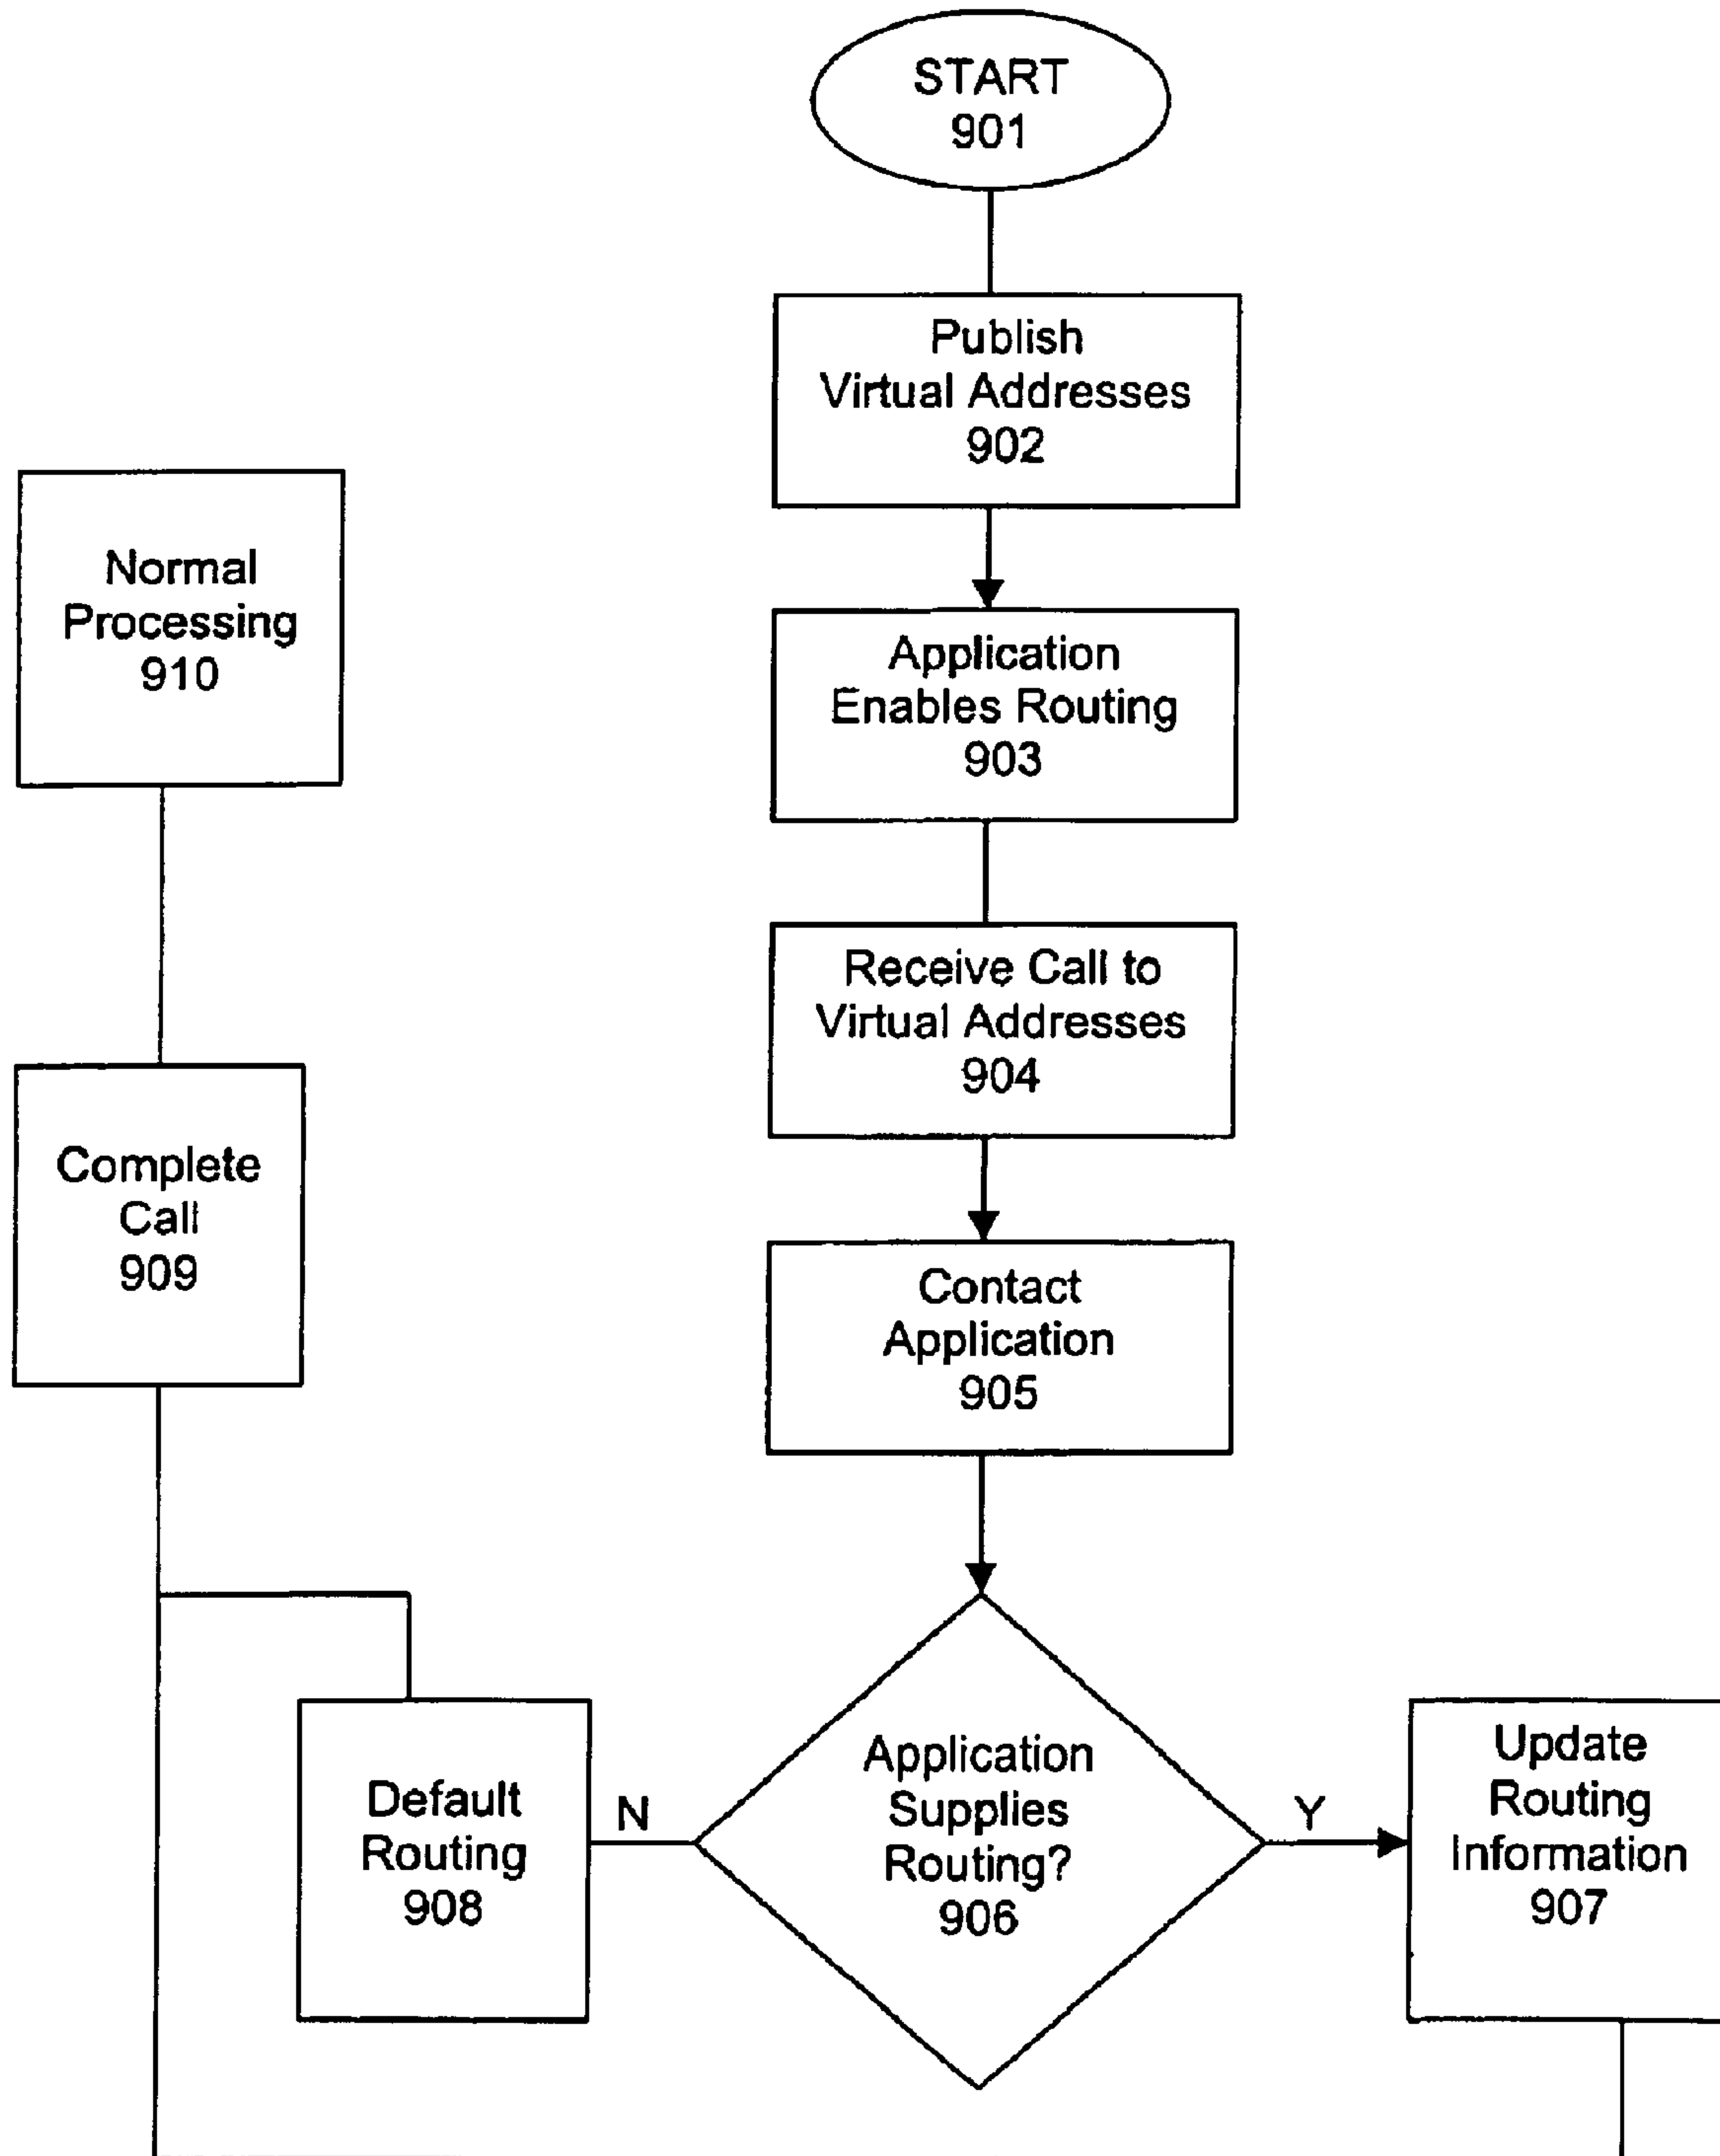 START
901
Publish
Virtual Addresses
902
Application
Enables Routing
903
Receive Call to
Virtual Addresses
904
Contact
Application
905
Application
Supplies
Routing?
906
Y
Update
Routing
Information
907
N
Default
Routing
908
Complete
Call
909
Normal
Processing
910